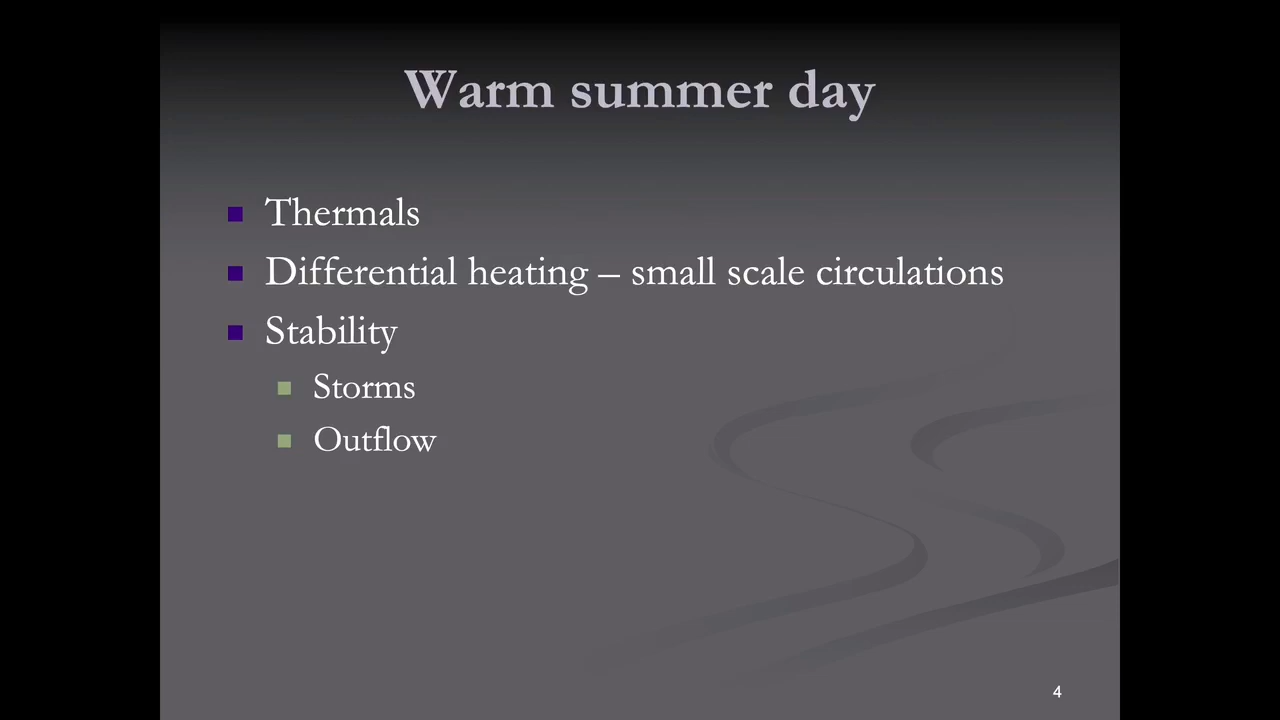 Warm summer day
Thermals
Differential heating – small scale circulations
Stability
Storms
Outflow
4